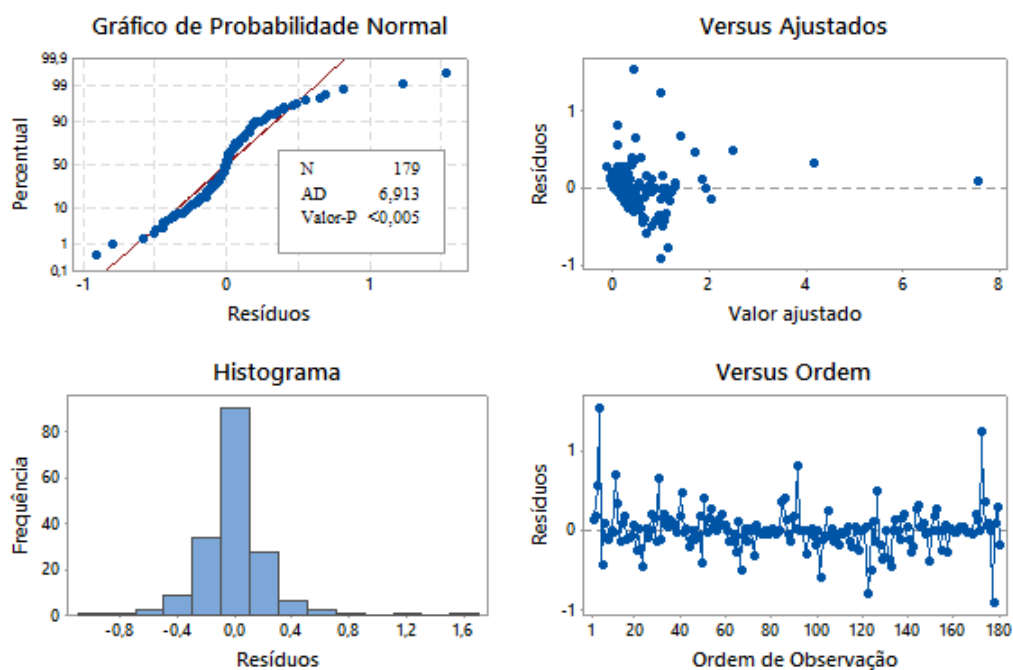 Gráfico de Probabilidade Normal
Percentual
99,9
99
90
50
10
1
0,1
N 179
AD 6,913
Valor-P <0,005
-1 0 1
Resíduos
Versus Ajustados
Resíduos
1
0
-1
0 2 4 6 8
Valor ajustado
Histograma
Frequência
80
60
40
20
0
-0,8 -0,4 0,0 0,4 0,8 1,2 1,6
Resíduos
Versus Ordem
Resíduos
1
0
-1
1 20 40 60 80 100 120 140 160 180
Ordem de Observação